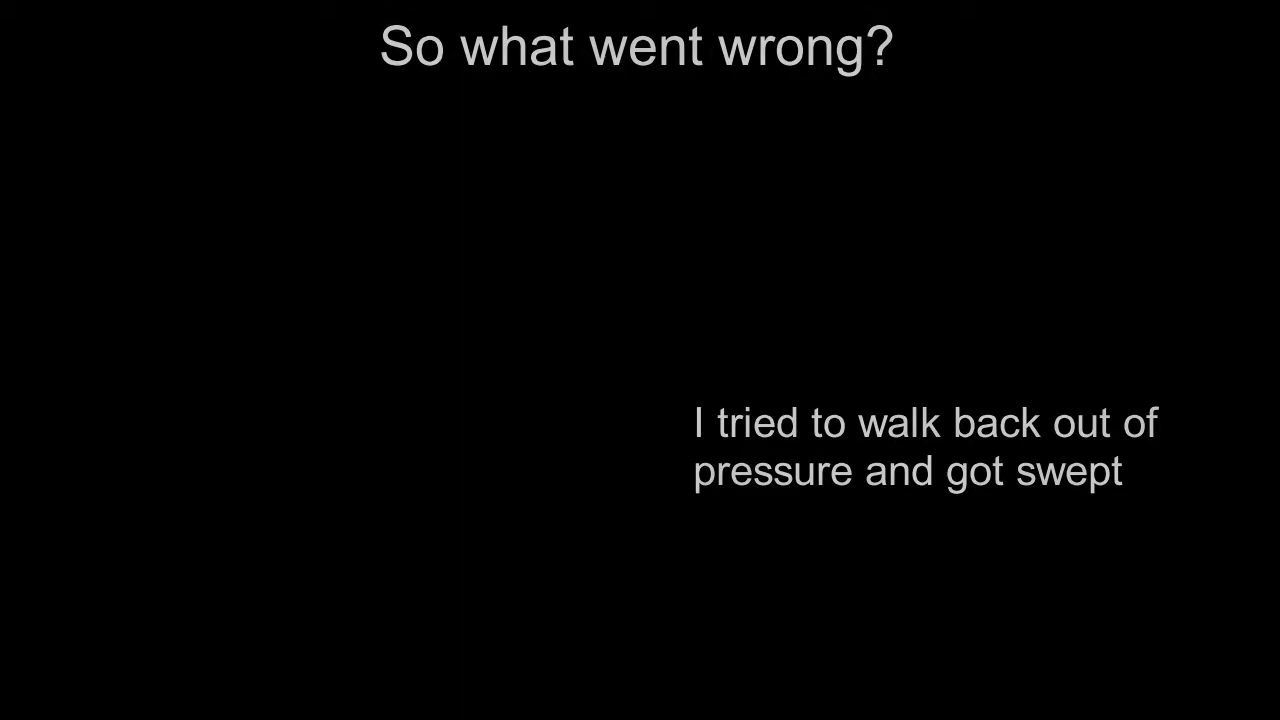 So what went wrong?
I tried to walk back out of
pressure and got swept